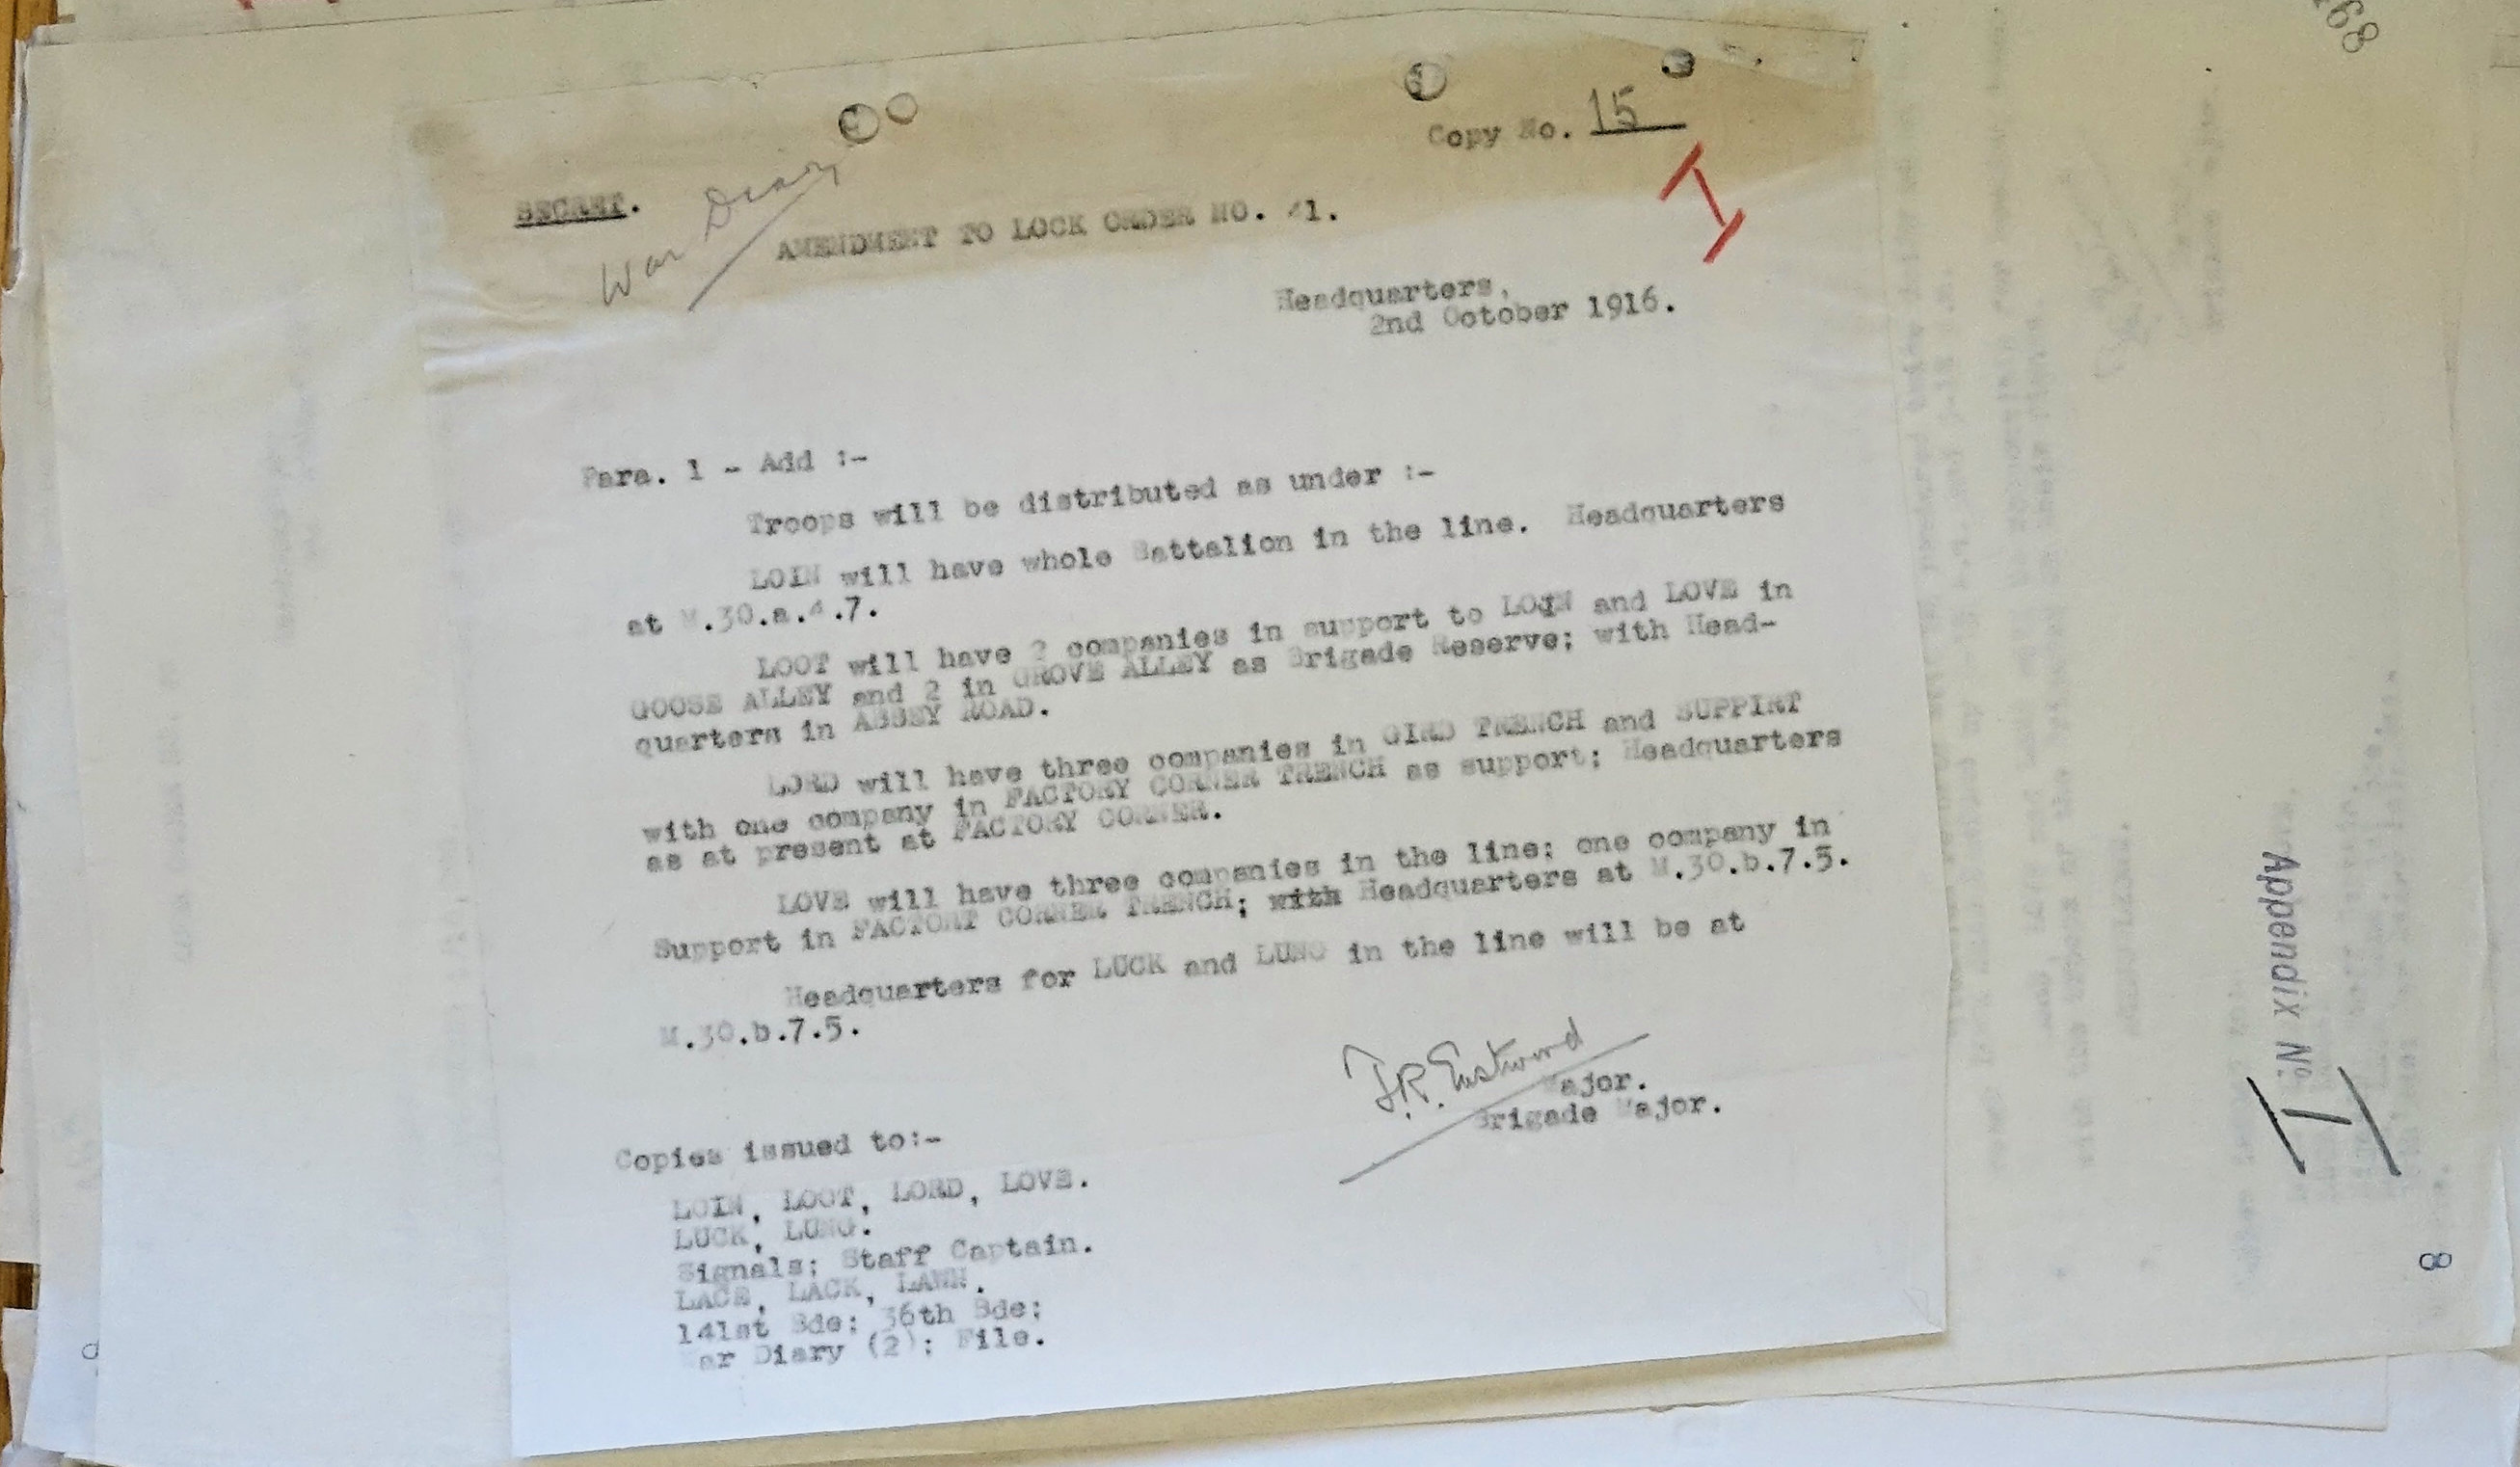 Copy No. 15
SECRET.
War Diary
AMENDMENT TO LOCK ORDER NO. 41.
I
Headquarters,
2nd October 1916.
Para. 1 - Add :-
Troops will be distributed as under :-
LOIN will have whole Battalion in the line. Headquarters
at M.30.a.4.7.
LOOT will have 2 companies in support to LOIN and LOVE in
GOOSE ALLEY and 2 in GROVE ALLEY as Brigade Reserve; with Head-
quarters in ABBEY ROAD.
LORD will have three companies in GIRD TRENCH and SUPPIRT
with one company in FACTORY CORNER TRENCH as support; Headquarters
as at present at FACTORY CORNER.
LOVE will have three companies in the line; one company in
Support in FACTORY CORNER TRENCH; with Headquarters at M.30.b.7.5.
Headquarters for LUCK and LUNG in the line will be at
M.30.b.7.5.
F.R. Eastwood
Major.
Brigade Major.
Copies issued to:-
LOIN, LOOT, LORD, LOVE.
LUCK, LUNG.
Signals; Staff Captain.
LACE, LACK, LAWN.
141st Bde; 36th Bde;
War Diary (2); File.
Appendix No. I
8
168